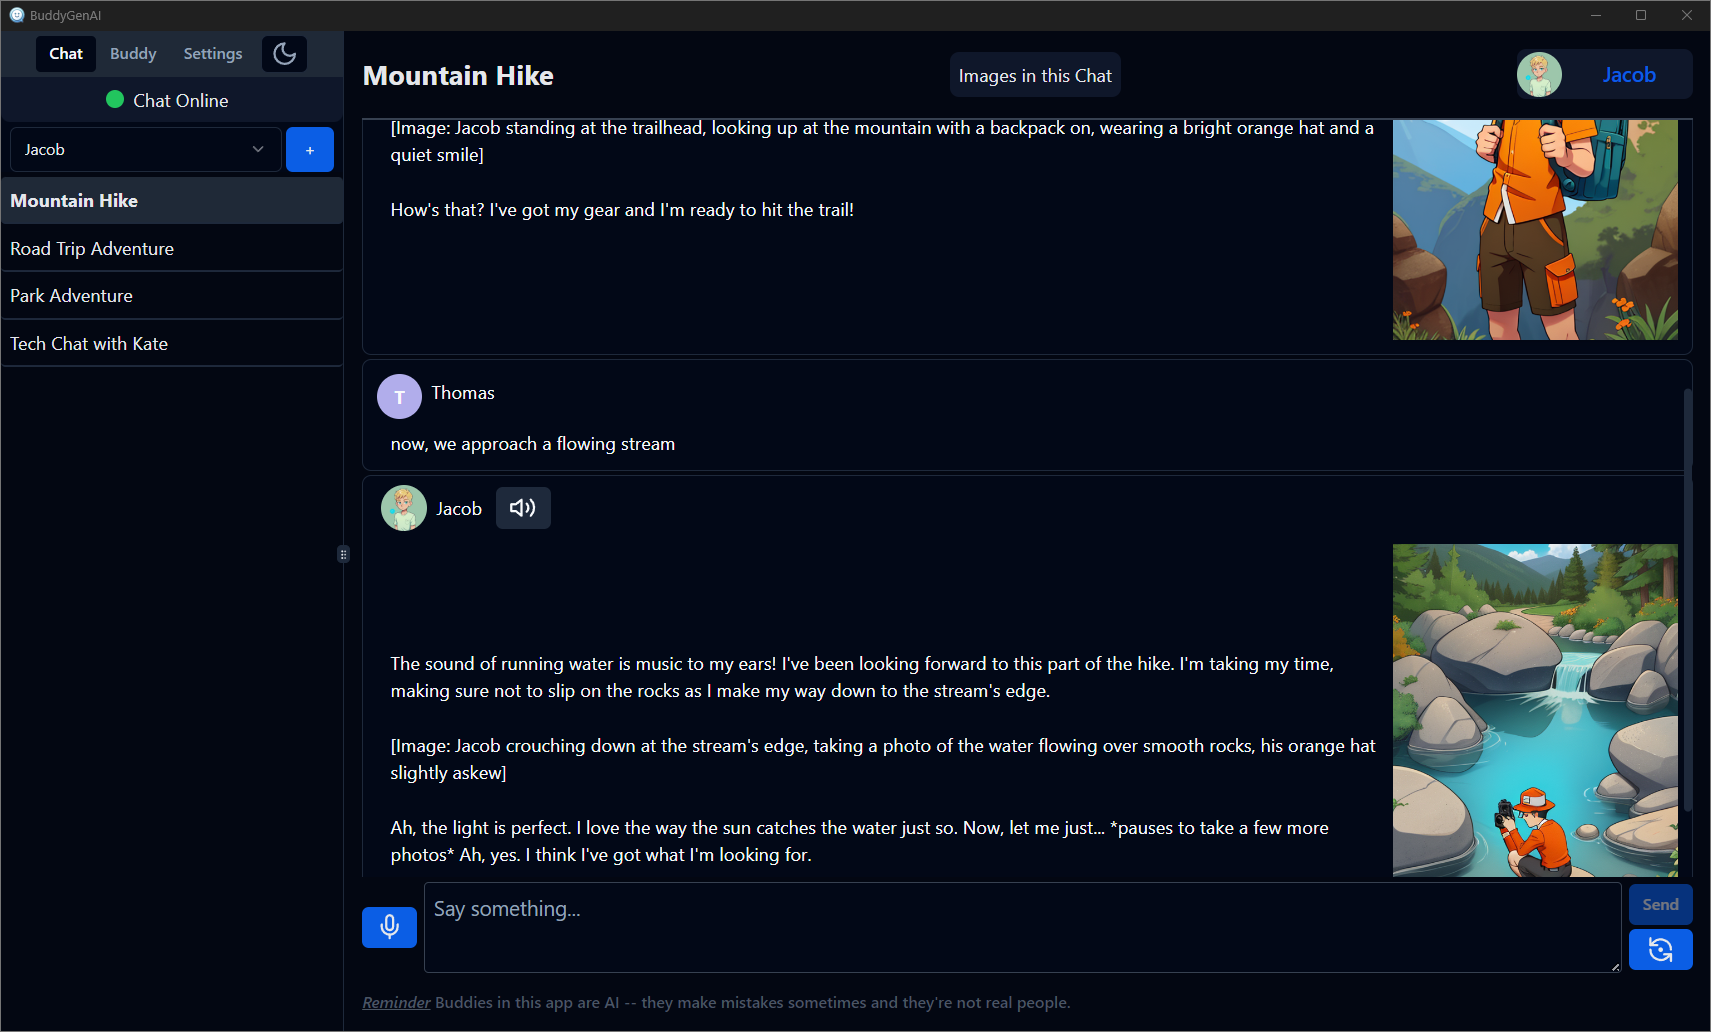 BuddyGenAI
Chat Buddy Settings
Chat Online
Jacob
+
Mountain Hike
Road Trip Adventure
Park Adventure
Tech Chat with Kate
Mountain Hike
Images in this Chat
Jacob
[Image: Jacob standing at the trailhead, looking up at the mountain with a backpack on, wearing a bright orange hat and a
quiet smile]
How's that? I've got my gear and I'm ready to hit the trail!
T Thomas
now, we approach a flowing stream
Jacob
The sound of running water is music to my ears! I've been looking forward to this part of the hike. I'm taking my time,
making sure not to slip on the rocks as I make my way down to the stream's edge.
[Image: Jacob crouching down at the stream's edge, taking a photo of the water flowing over smooth rocks, his orange hat
slightly askew]
Ah, the light is perfect. I love the way the sun catches the water just so. Now, let me just... *pauses to take a few more
photos* Ah, yes. I think I've got what I'm looking for.
Say something...
Send
Reminder Buddies in this app are AI -- they make mistakes sometimes and they're not real people.